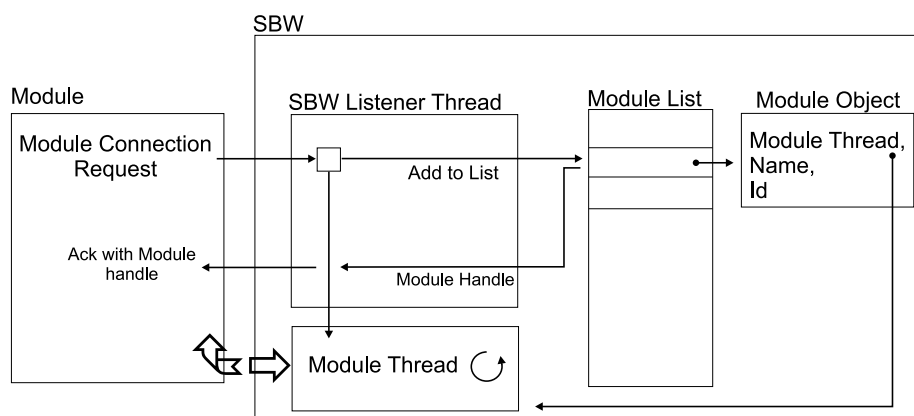 SBW
Module
SBW Listener Thread
Module List
Module Object
Module Connection
Request
Module Thread,
Name,
Id
Add to List
Ack with Module
handle
Module Handle
Module Thread